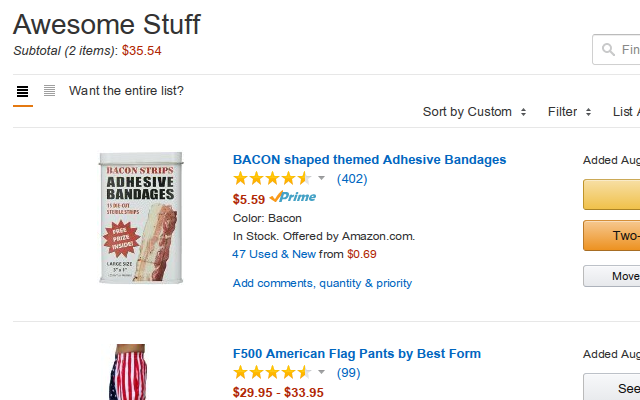 Awesome Stuff
Subtotal (2 items): $35.54
Fin
Want the entire list?
Sort by Custom
Filter
List A
BACON shaped themed Adhesive Bandages
Added Aug
(402)
$5.59 Prime
Color: Bacon
In Stock. Offered by Amazon.com.
Two-
47 Used & New from $0.69
Move
Add comments, quantity & priority
BACON STRIPS
ADHESIVE
BANDAGES
15 DIE-CUT
STERILE STRIPS
FREE
PRIZE
INSIDE!
LARGE SIZE
3" x 1"
F500 American Flag Pants by Best Form
Added Aug
(99)
See
$29.95 - $33.95